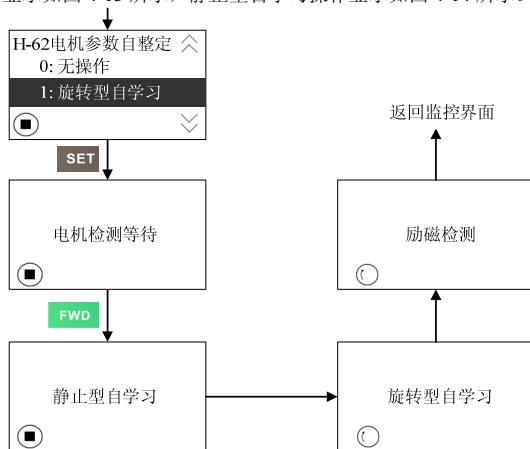 H-62电机参数自整定
0: 无操作
1: 旋转型自学习
SET
电机检测等待
FWD
静止型自学习
旋转型自学习
励磁检测
返回监控界面